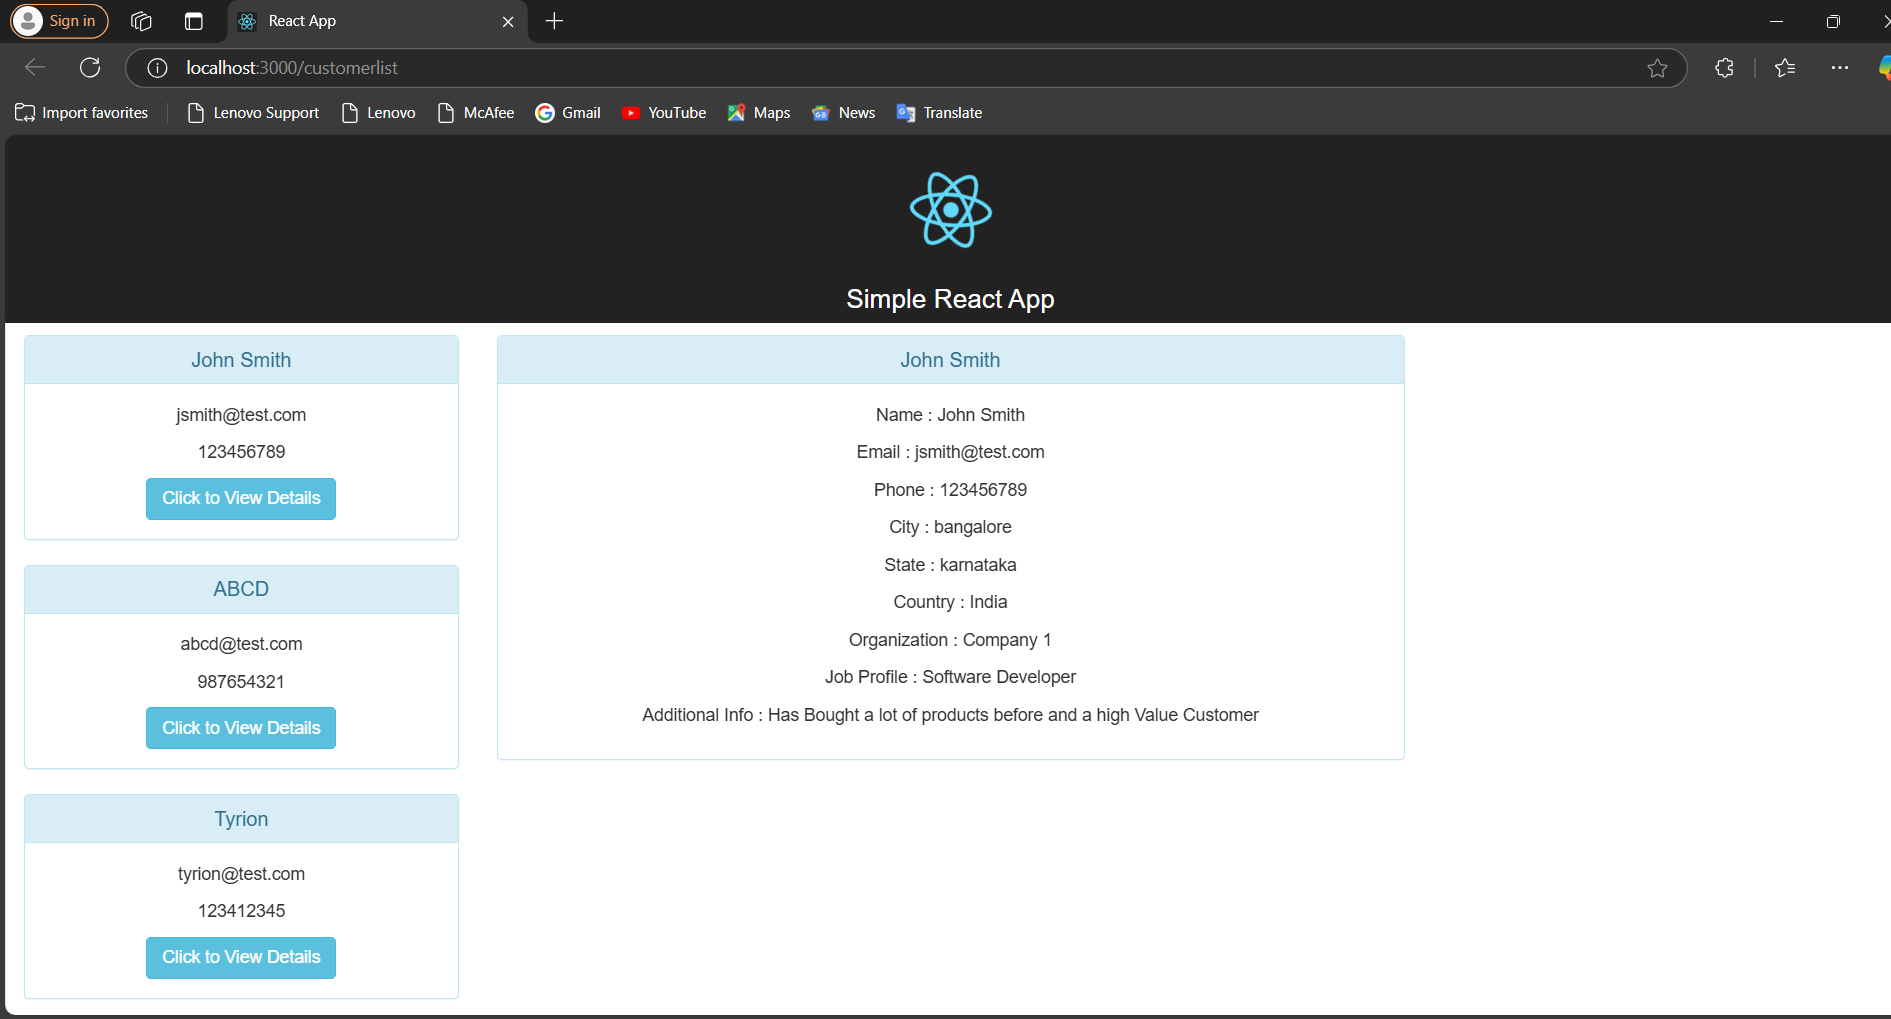 Sign in
React App
localhost:3000/customerlist
Import favorites
Lenovo Support
Lenovo
McAfee
Gmail
YouTube
Maps
News
Translate
Simple React App
John Smith
jsmith@test.com
123456789
Click to View Details
ABCD
abcd@test.com
987654321
Click to View Details
Tyrion
tyrion@test.com
123412345
Click to View Details
John Smith
Name : John Smith
Email : jsmith@test.com
Phone : 123456789
City : bangalore
State : karnataka
Country : India
Organization : Company 1
Job Profile : Software Developer
Additional Info : Has Bought a lot of products before and a high Value Customer